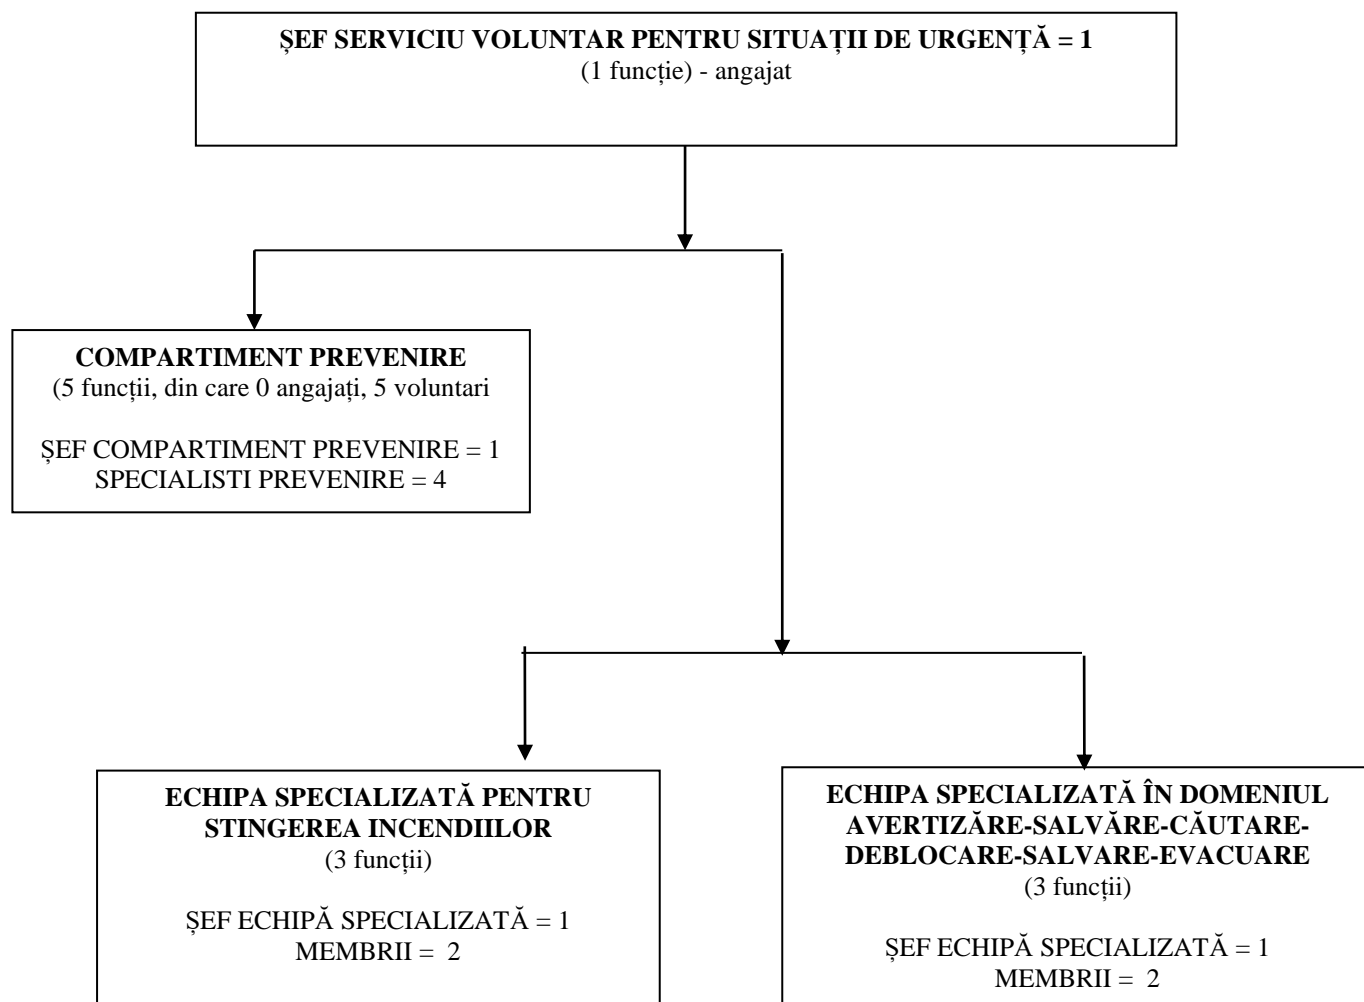 ȘEF SERVICIU VOLUNTAR PENTRU SITUAȚII DE URGENȚĂ = 1
(1 funcție) - angajat
COMPARTIMENT PREVENIRE
(5 funcții, din care 0 angajați, 5 voluntari
ȘEF COMPARTIMENT PREVENIRE = 1
SPECIALISTI PREVENIRE = 4
ECHIPA SPECIALIZATĂ PENTRU
STINGEREA INCENDIILOR
(3 funcții)
ȘEF ECHIPĂ SPECIALIZATĂ = 1
MEMBRII = 2
ECHIPA SPECIALIZATĂ ÎN DOMENIUL
AVERTIZĂRE-SALVĂRE-CĂUTARE-
DEBLOCARE-SALVARE-EVACUARE
(3 funcții)
ȘEF ECHIPĂ SPECIALIZATĂ = 1
MEMBRII = 2